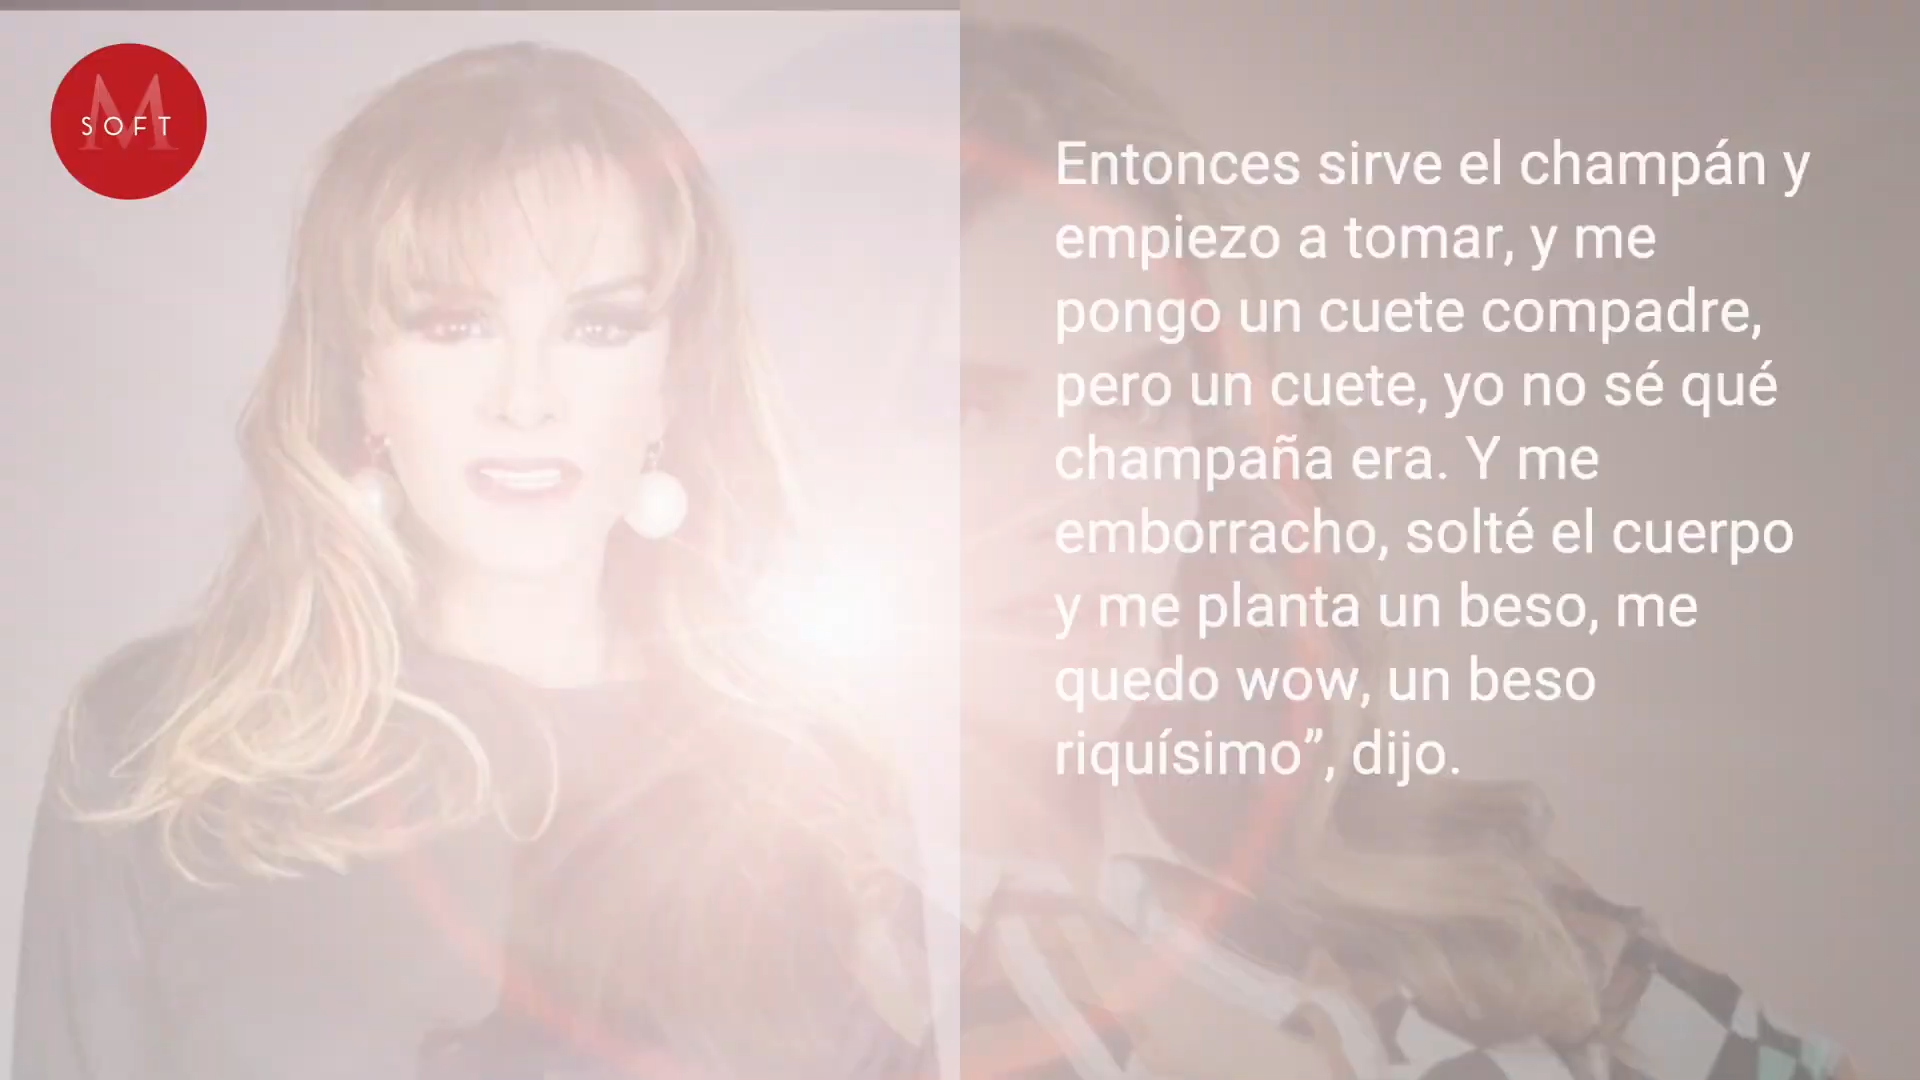 M
SOFT
Entonces sirve el champán y
empiezo a tomar, y me
pongo un cuete compadre,
pero un cuete, yo no sé qué
champaña era. Y me
emborracho, solté el cuerpo
y me planta un beso, me
quedo wow, un beso
riquísimo”, dijo.